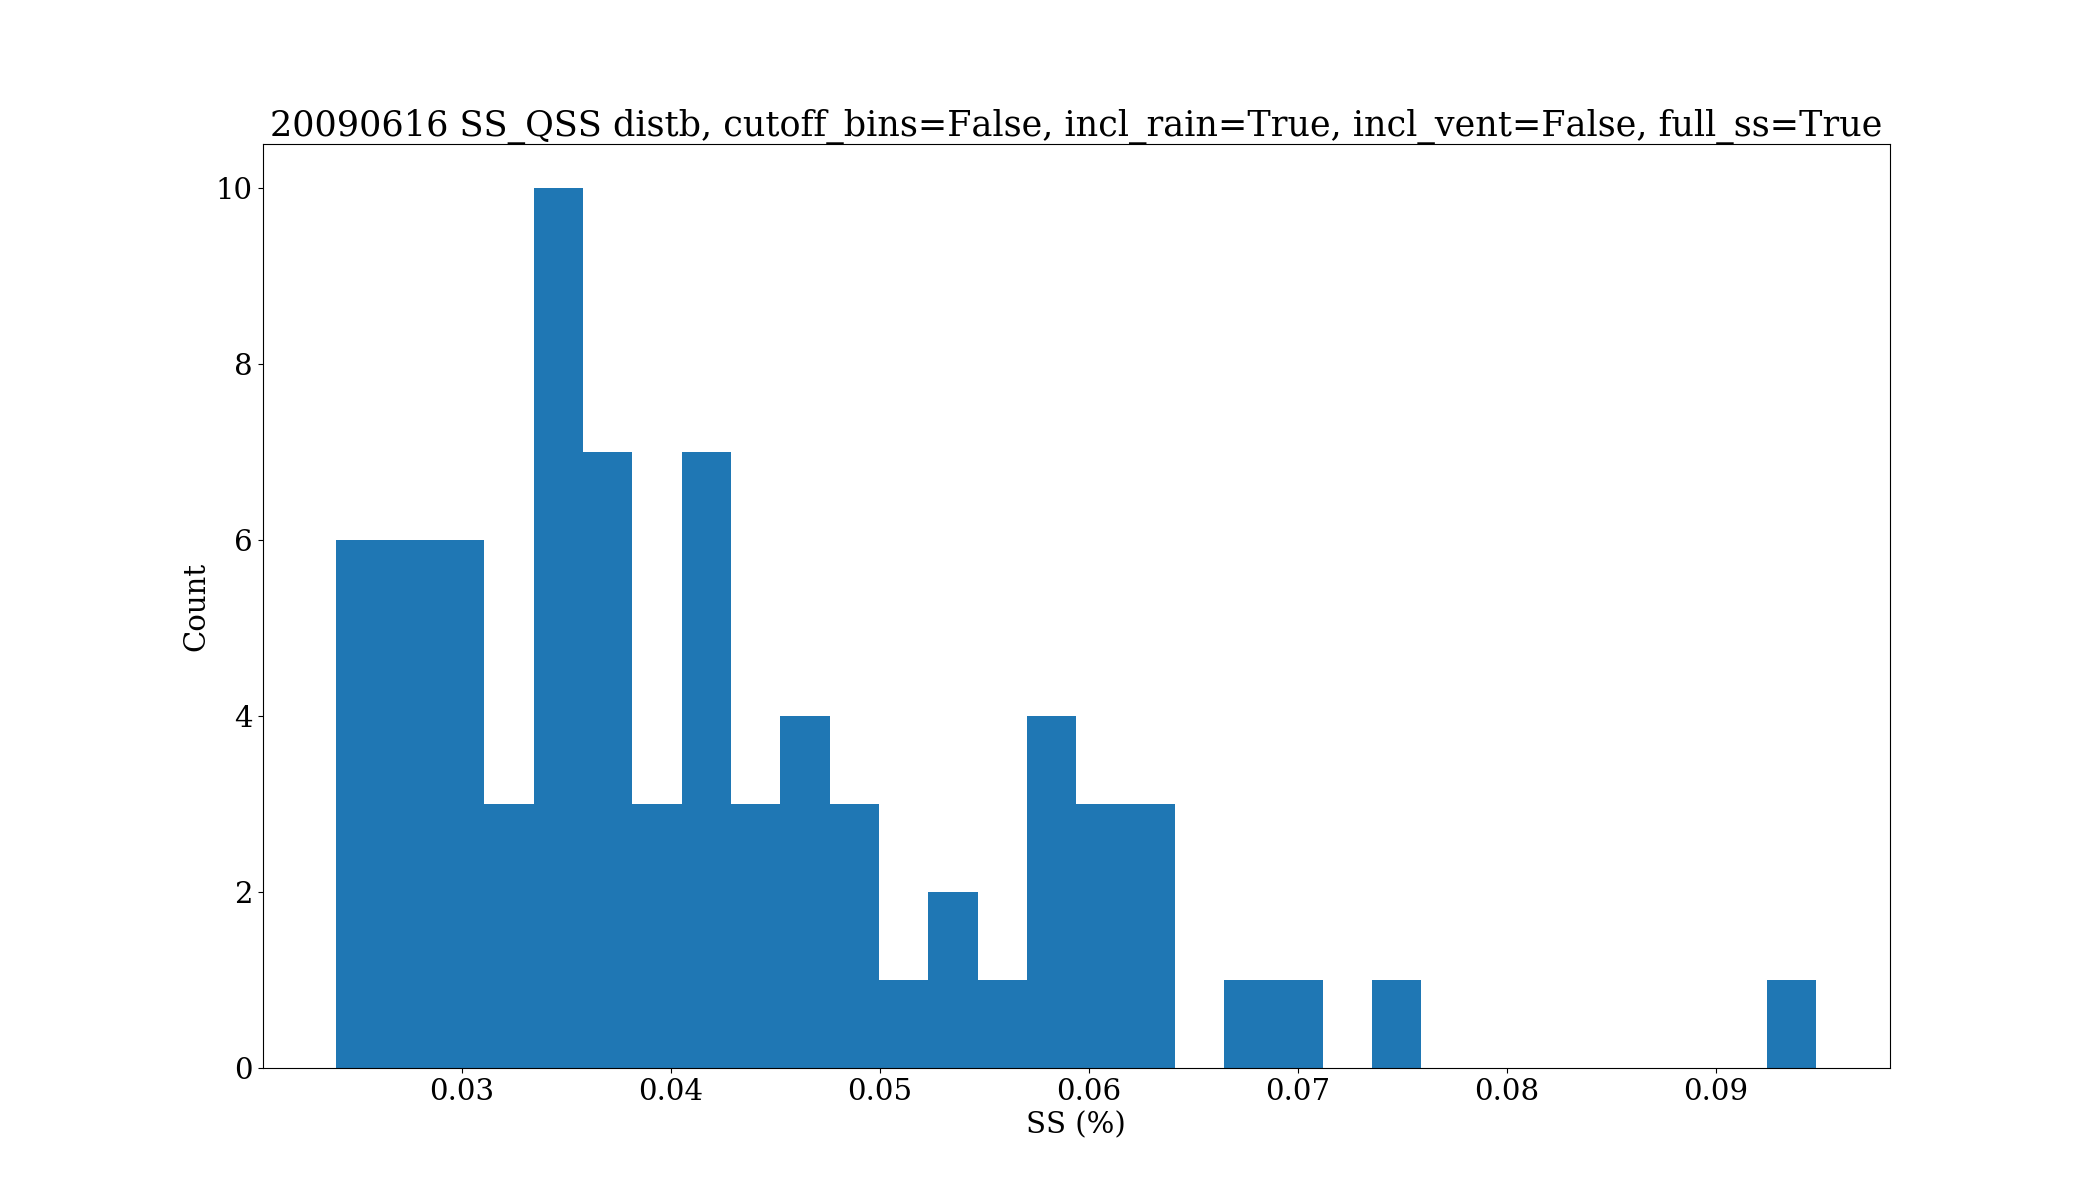 20090616 SS_QSS distb, cutoff_bins=False, incl_rain=True, incl_vent=False, full_ss=True
10
8
6
4
2
0
Count
0.03 0.04 0.05 0.06 0.07 0.08 0.09
SS (%)